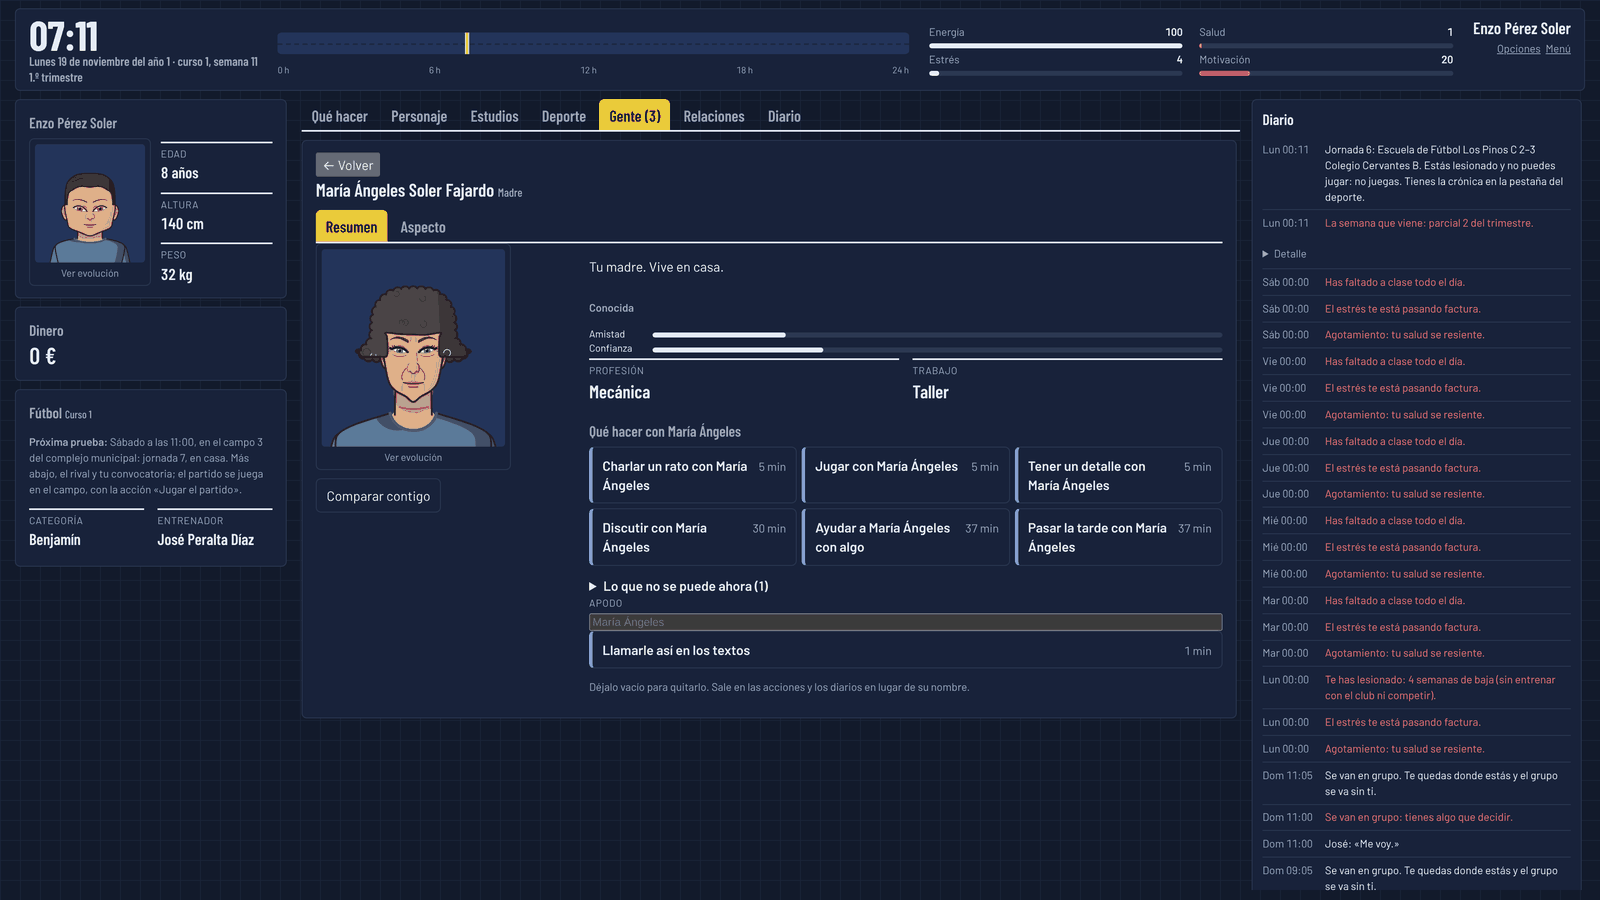 07:11
Lunes 19 de noviembre del año 1 · curso 1, semana 11
1.º trimestre
0 h
6 h
12 h
18 h
24 h
Energía 100
Estrés 4
Salud 1
Motivación 20
Enzo Pérez Soler
Opciones Menú
Enzo Pérez Soler
Ver evolución
EDAD
8 años
ALTURA
140 cm
PESO
32 kg
Dinero
0 €
Fútbol Curso 1
Próxima prueba: Sábado a las 11:00, en el campo 3
del complejo municipal: jornada 7, en casa. Más
abajo, el rival y tu convocatoria: el partido se juega
en el campo, con la acción «Jugar el partido».
CATEGORÍA
Benjamín
ENTRENADOR
José Peralta Díaz
Qué hacer
Personaje
Estudios
Deporte
Gente (3)
Relaciones
Diario
← Volver
María Ángeles Soler Fajardo Madre
Resumen
Aspecto
Ver evolución
Comparar contigo
Tu madre. Vive en casa.
Conocida
Amistad
Confianza
PROFESIÓN
Mecánica
TRABAJO
Taller
Qué hacer con María Ángeles
Charlar un rato con María Ángeles 5 min
Jugar con María Ángeles 5 min
Tener un detalle con María Ángeles 5 min
Discutir con María Ángeles 30 min
Ayudar a María Ángeles con algo 37 min
Pasar la tarde con María Ángeles 37 min
▶ Lo que no se puede ahora (1)
APODO
María Ángeles
Llamarle así en los textos 1 min
Déjalo vacío para quitarlo. Sale en las acciones y los diarios en lugar de su nombre.
Diario
Lun 00:11 Jornada 6: Escuela de Fútbol Los Pinos C 2–3
Colegio Cervantes B. Estás lesionado y no puedes
jugar: no juegas. Tienes la crónica en la pestaña del
deporte.
Lun 00:11 La semana que viene: parcial 2 del trimestre.
▶ Detalle
Sáb 00:00 Has faltado a clase todo el día.
Sáb 00:00 El estrés te está pasando factura.
Sáb 00:00 Agotamiento: tu salud se resiente.
Vie 00:00 Has faltado a clase todo el día.
Vie 00:00 El estrés te está pasando factura.
Vie 00:00 Agotamiento: tu salud se resiente.
Jue 00:00 Has faltado a clase todo el día.
Jue 00:00 El estrés te está pasando factura.
Jue 00:00 Agotamiento: tu salud se resiente.
Mié 00:00 Has faltado a clase todo el día.
Mié 00:00 El estrés te está pasando factura.
Mié 00:00 Agotamiento: tu salud se resiente.
Mar 00:00 Has faltado a clase todo el día.
Mar 00:00 El estrés te está pasando factura.
Mar 00:00 Agotamiento: tu salud se resiente.
Lun 00:00 Te has lesionado: 4 semanas de baja (sin entrenar
con el club ni competir).
Lun 00:00 El estrés te está pasando factura.
Lun 00:00 Agotamiento: tu salud se resiente.
Dom 11:05 Se van en grupo. Te quedas donde estás y el grupo
se va sin ti.
Dom 11:00 Se van en grupo: tienes algo que decidir.
Dom 11:00 José: «Me voy.»
Dom 09:05 Se van en grupo. Te quedas donde estás y el grupo
se va sin ti.